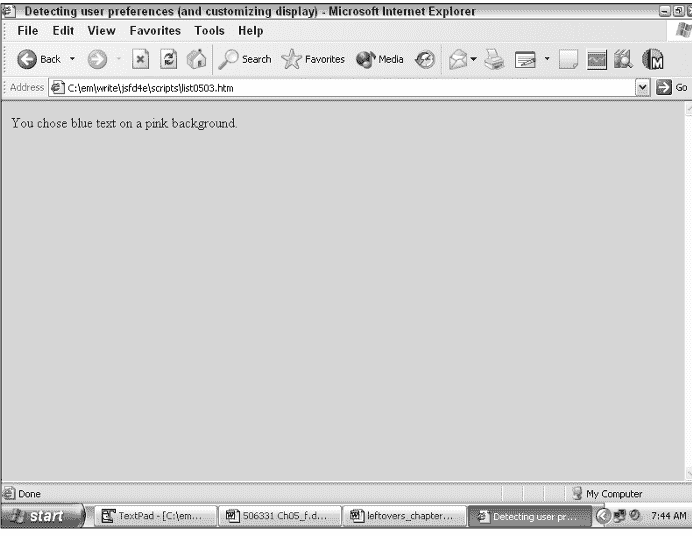 Detecting user preferences (and customizing display) - Microsoft Internet Explorer
File Edit View Favorites Tools Help
Back Search Favorites Media
Address C:\em\write\jsfd4e\scripts\list0503.htm Go
You chose blue text on a pink background.
Done My Computer
start TextPad - [C:\em... 506331 Ch05_f.d... leftovers_chapter... Detecting user pr... 7:44 AM